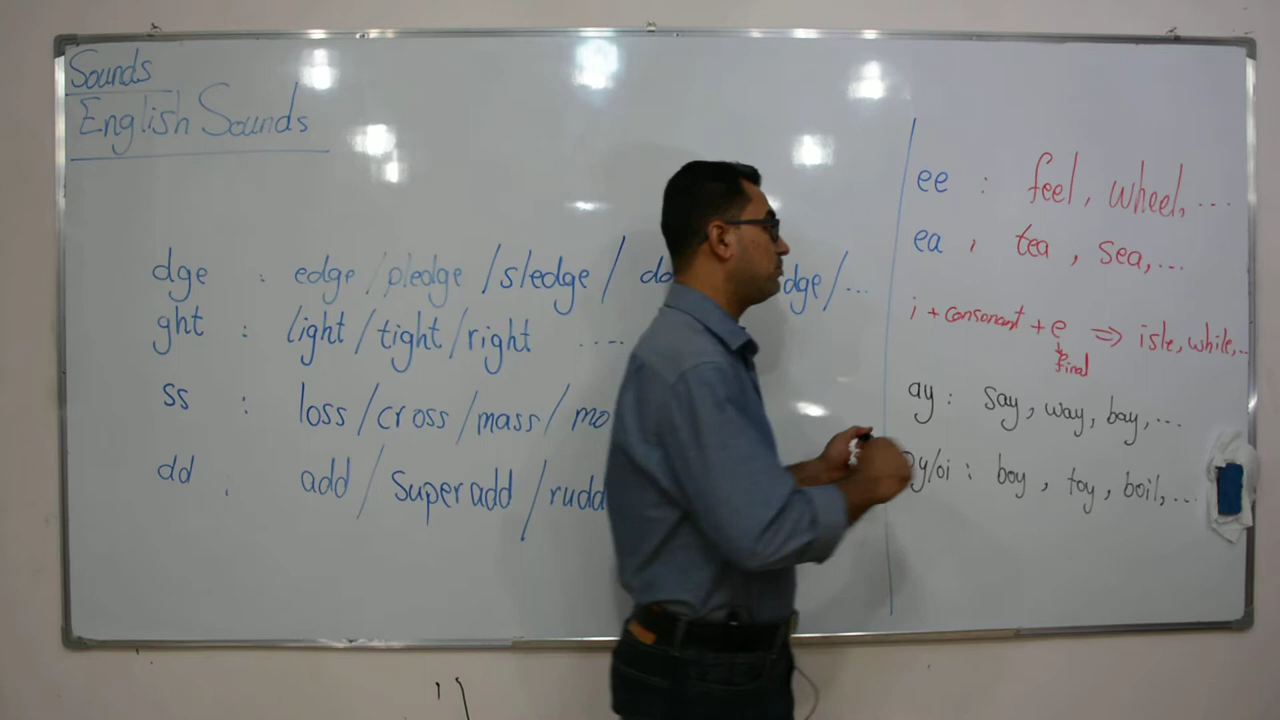 Sounds
English Sounds
dge : edge / pledge / sledge / do dge / ...
ght : light / tight / right ....
ss : loss / cross / mass / mo
dd . add / Superadd / rudd
ee : feel, wheel, ...
ea , tea , sea, ...
i + consonant + e ⇒ isle, while, ..
final
ay : say, way, bay, ...
oy/oi : boy , toy , boil, ...